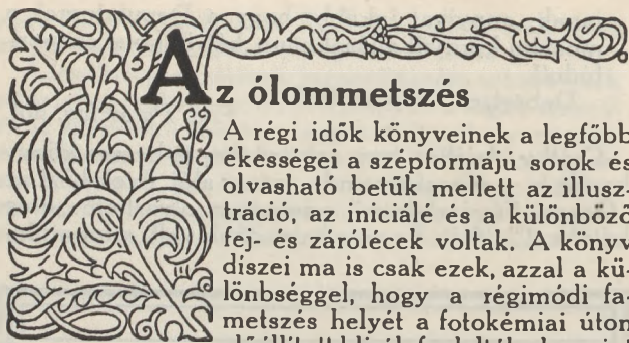 Az ólommetszés
A régi idők könyveinek a legfőbb
ékességei a szépformájú sorok és
olvasható betűk mellett az illusz-
tráció, az iniciálé és a különböző
fej- és zárólécek voltak. A könyv
díszei ma is csak ezek, azzal a kü-
lönbséggel, hogy a régimódi fa-
metszés helyét a fotokémiai úton